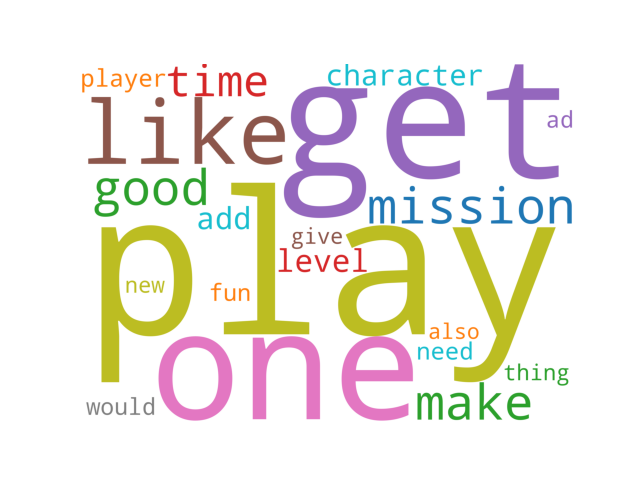 player time character
like get ad
good mission
add give
play level
new fun
one also
need
thing
would make